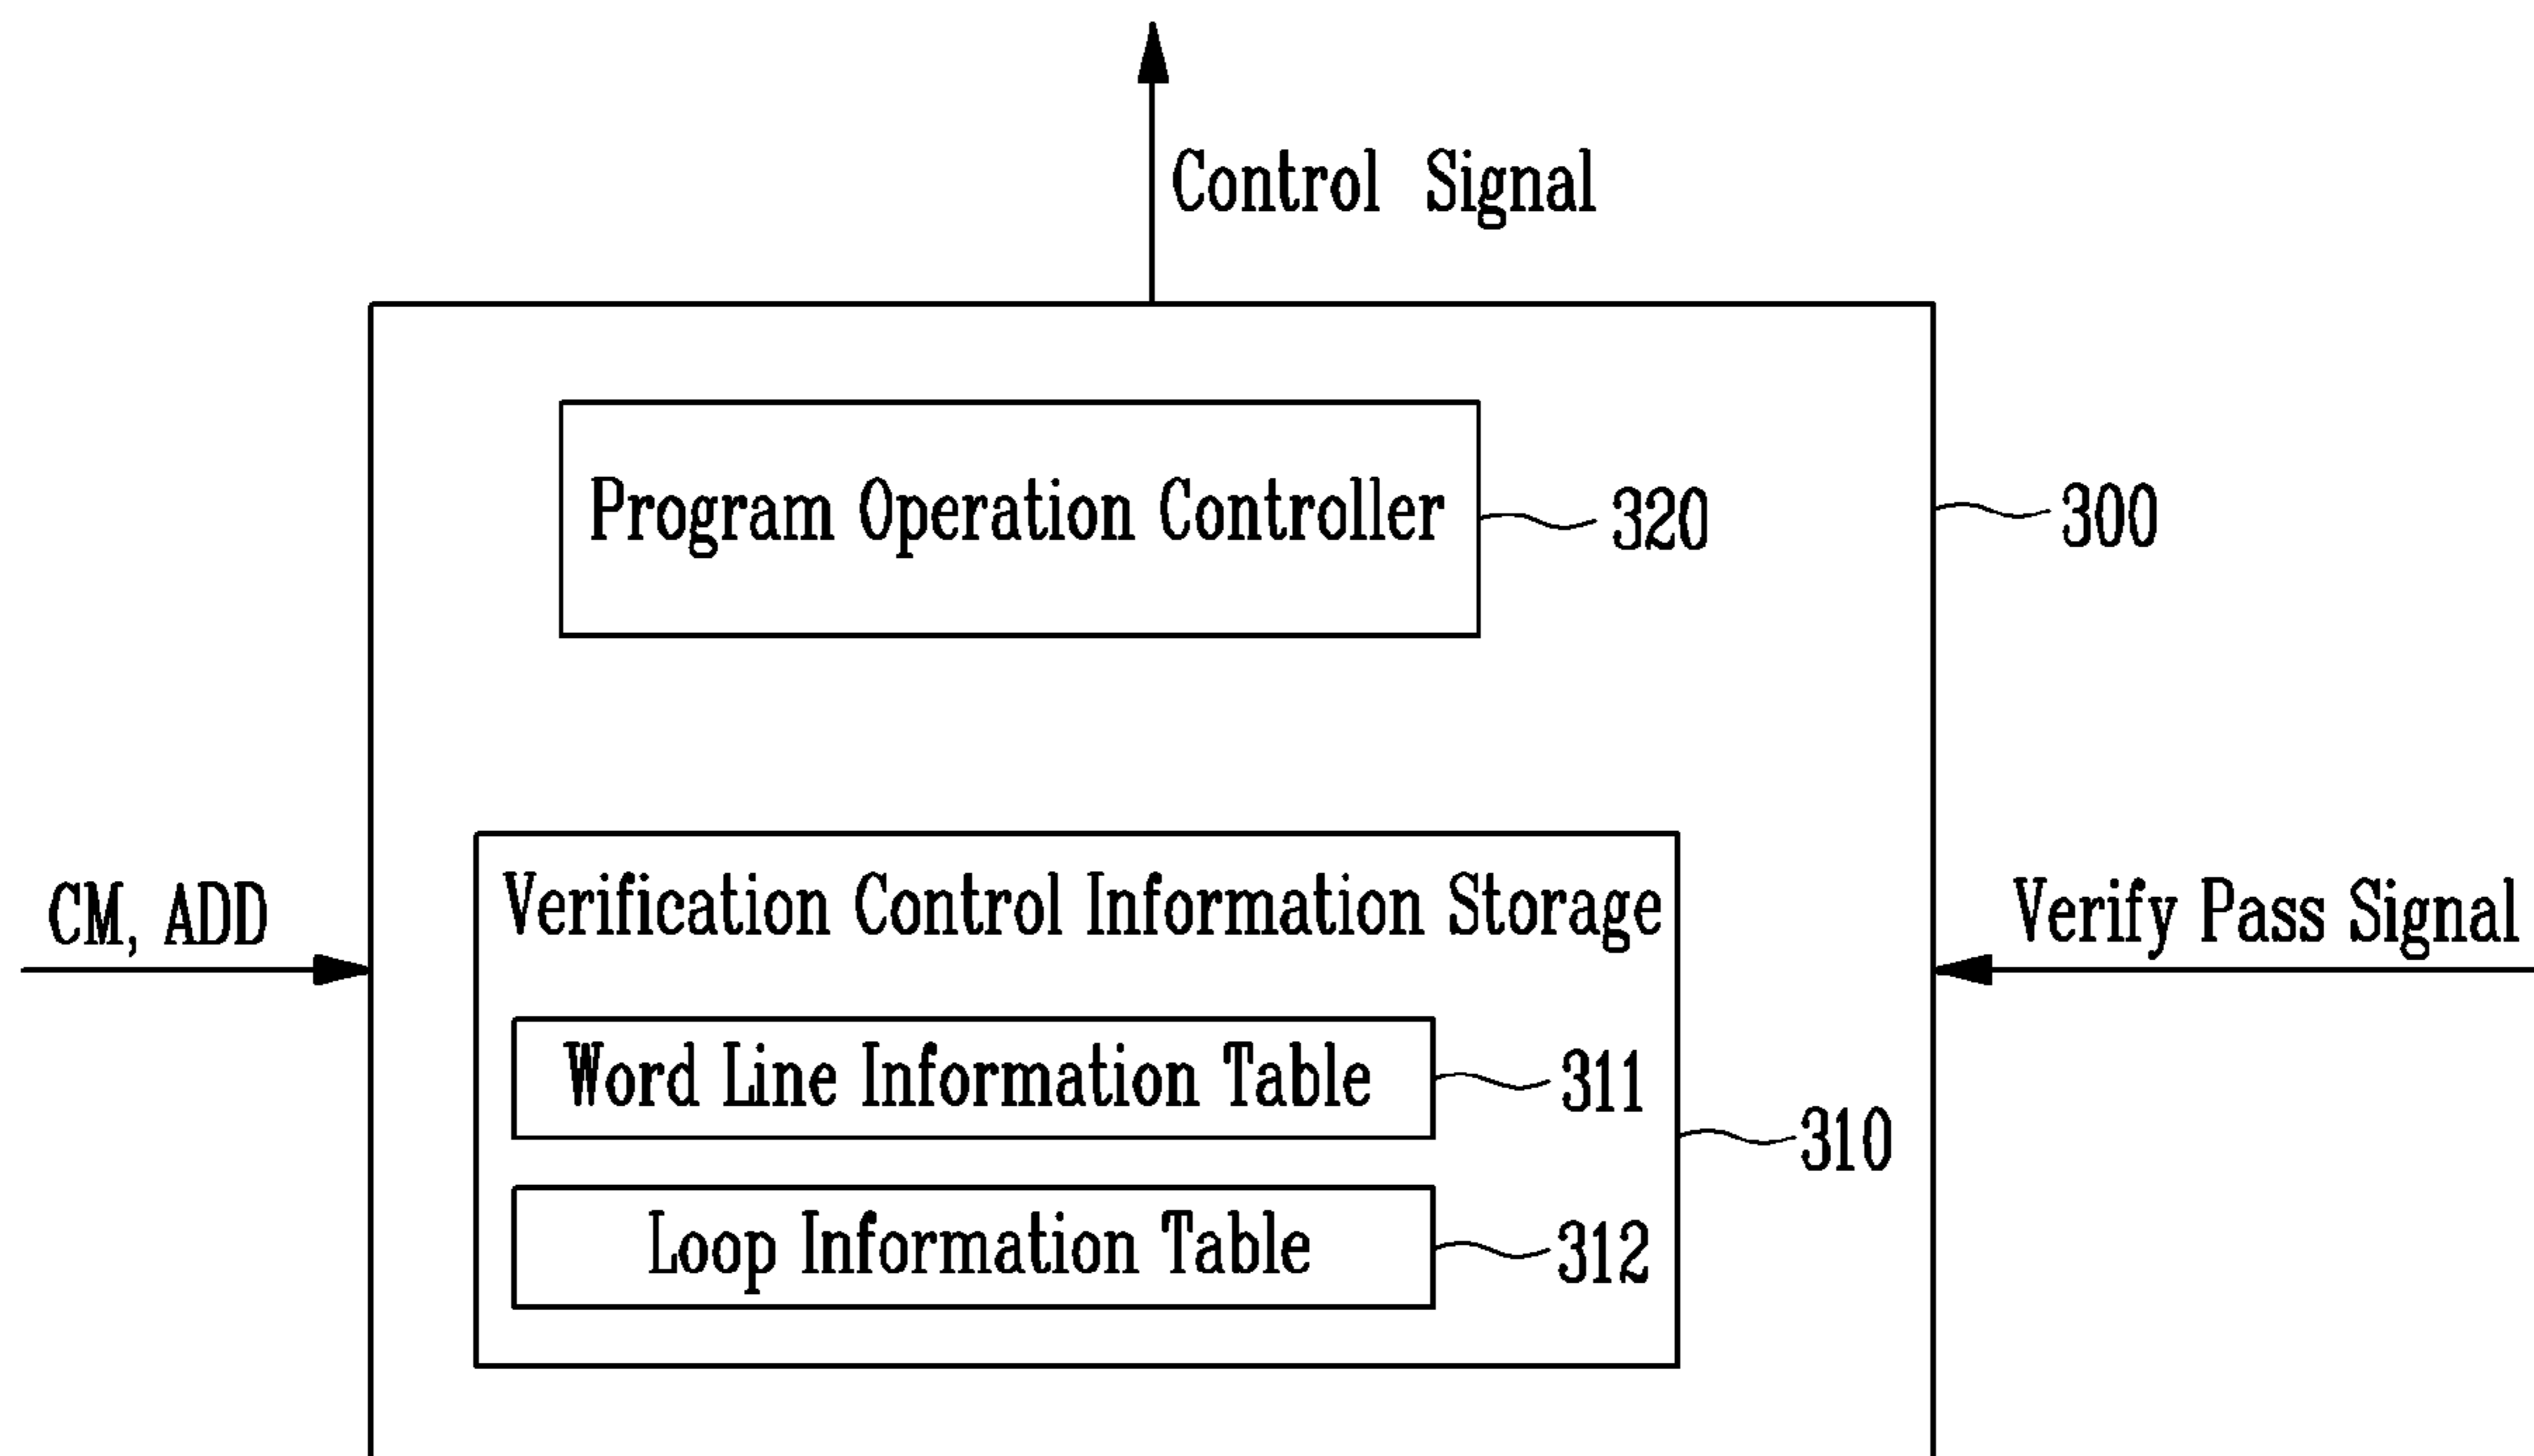 Control Signal
Program Operation Controller
320
300
Verification Control Information Storage
CM, ADD
Verify Pass Signal
Word Line Information Table
311
310
Loop Information Table
312